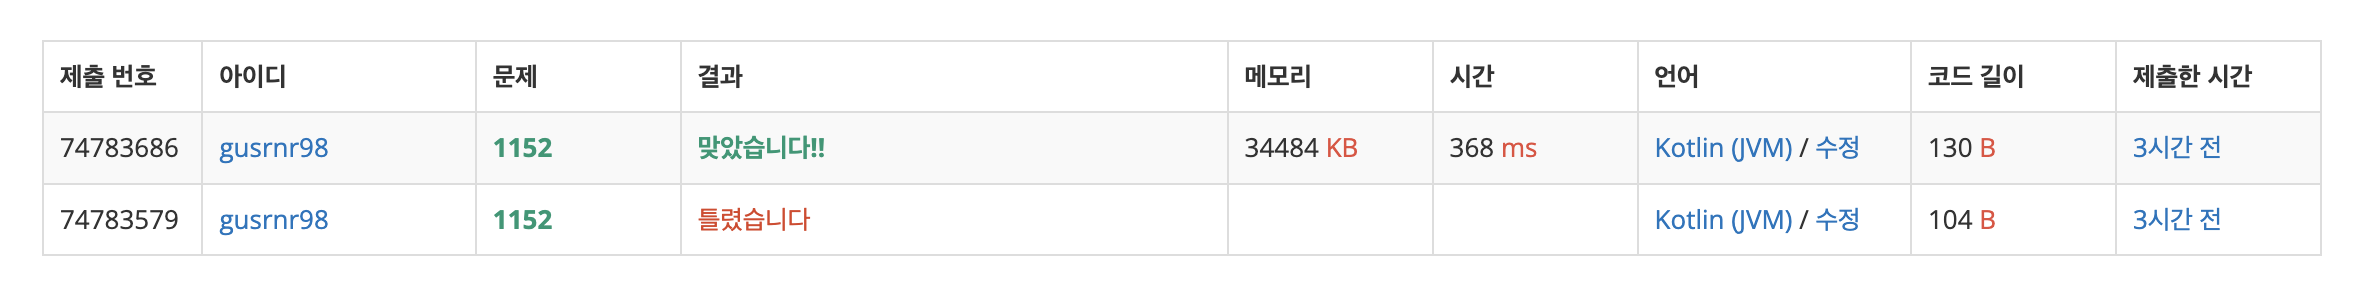 제출 번호 아이디 문제 결과 메모리 시간 언어 코드 길이 제출한 시간
74783686 gusrnr98 1152 맞았습니다!! 34484 KB 368 ms Kotlin (JVM) / 수정 130 B 3시간 전
74783579 gusrnr98 1152 틀렸습니다 Kotlin (JVM) / 수정 104 B 3시간 전